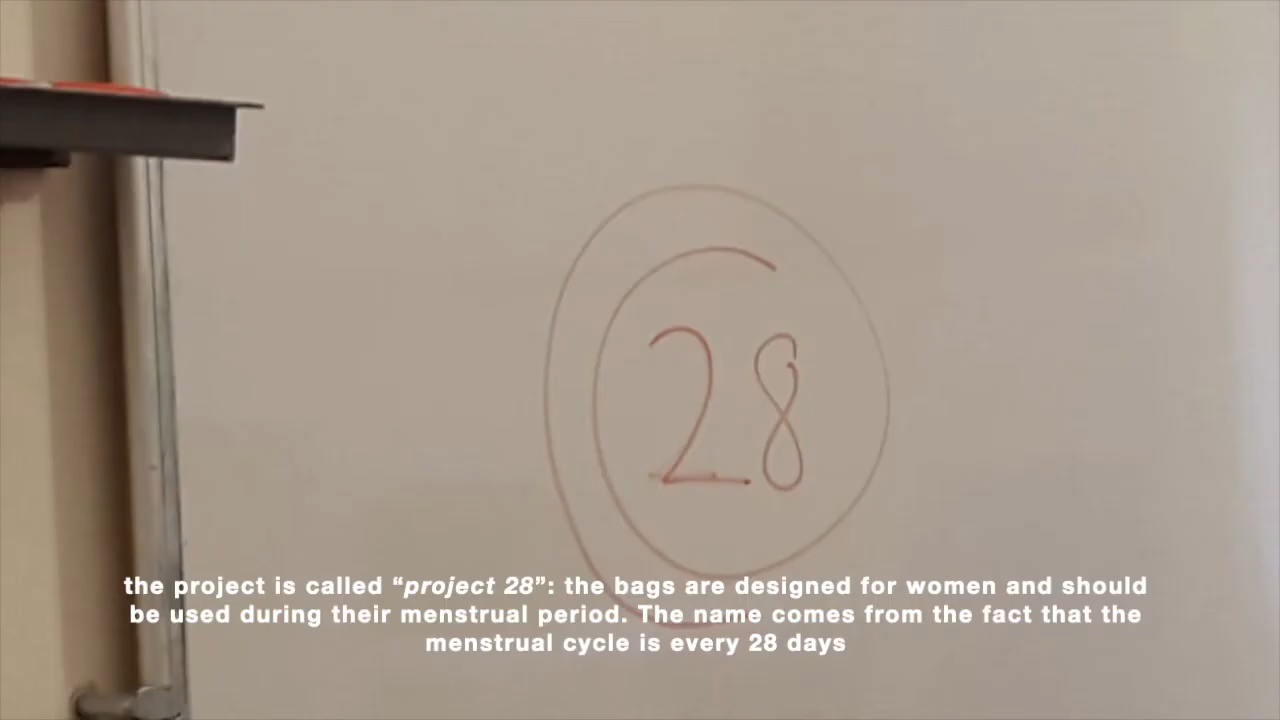 28
the project is called “project 28”: the bags are designed for women and should
be used during their menstrual period. The name comes from the fact that the
menstrual cycle is every 28 days